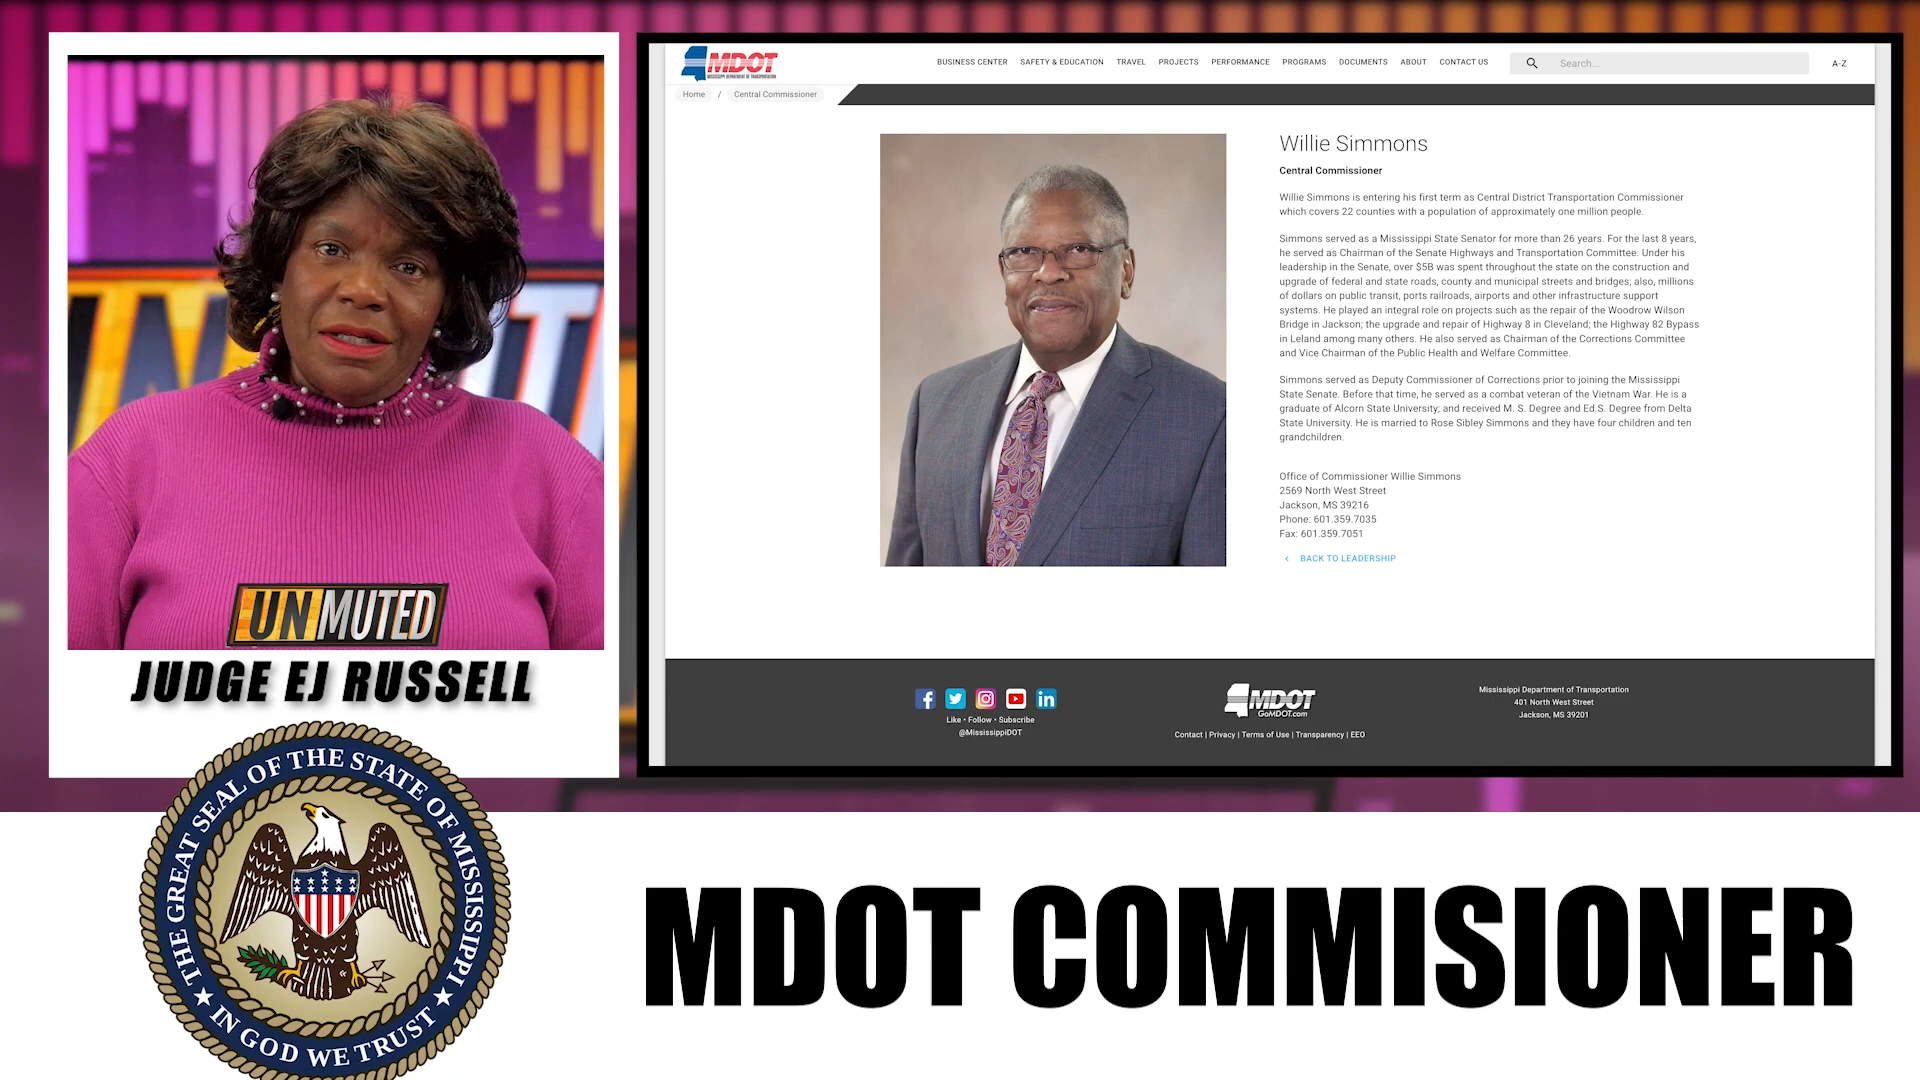 UNMUTED
JUDGE EJ RUSSELL
THE GREAT SEAL OF THE STATE OF MISSISSIPPI
IN GOD WE TRUST
MDOT
MISSISSIPPI DEPARTMENT OF TRANSPORTATION
BUSINESS CENTER SAFETY & EDUCATION TRAVEL PROJECTS PERFORMANCE PROGRAMS DOCUMENTS ABOUT CONTACT US Search... A-Z
Home / Central Commissioner
Willie Simmons
Central Commissioner
Willie Simmons is entering his first term as Central District Transportation Commissioner
which covers 22 counties with a population of approximately one million people.
Simmons served as a Mississippi State Senator for more than 26 years. For the last 8 years,
he served as Chairman of the Senate Highways and Transportation Committee. Under his
leadership in the Senate, over $5B was spent throughout the state on the construction and
upgrade of federal and state roads, county and municipal streets and bridges; also, millions
of dollars on public transit, ports railroads, airports and other infrastructure support
systems. He played an integral role on projects such as the repair of the Woodrow Wilson
Bridge in Jackson; the upgrade and repair of Highway 8 in Cleveland; the Highway 82 Bypass
in Leland among many others. He also served as Chairman of the Corrections Committee
and Vice Chairman of the Public Health and Welfare Committee.
Simmons served as Deputy Commissioner of Corrections prior to joining the Mississippi
State Senate. Before that time, he served as a combat veteran of the Vietnam War. He is a
graduate of Alcorn State University; and received M. S. Degree and Ed.S. Degree from Delta
State University. He is married to Rose Sibley Simmons and they have four children and ten
grandchildren.
Office of Commissioner Willie Simmons
2569 North West Street
Jackson, MS 39216
Phone: 601.359.7035
Fax: 601.359.7051
BACK TO LEADERSHIP
Like • Follow • Subscribe
@MississippiDOT
MDOT
GoMDOT.com
Contact | Privacy | Terms of Use | Transparency | EEO
Mississippi Department of Transportation
401 North West Street
Jackson, MS 39201
MDOT COMMISIONER